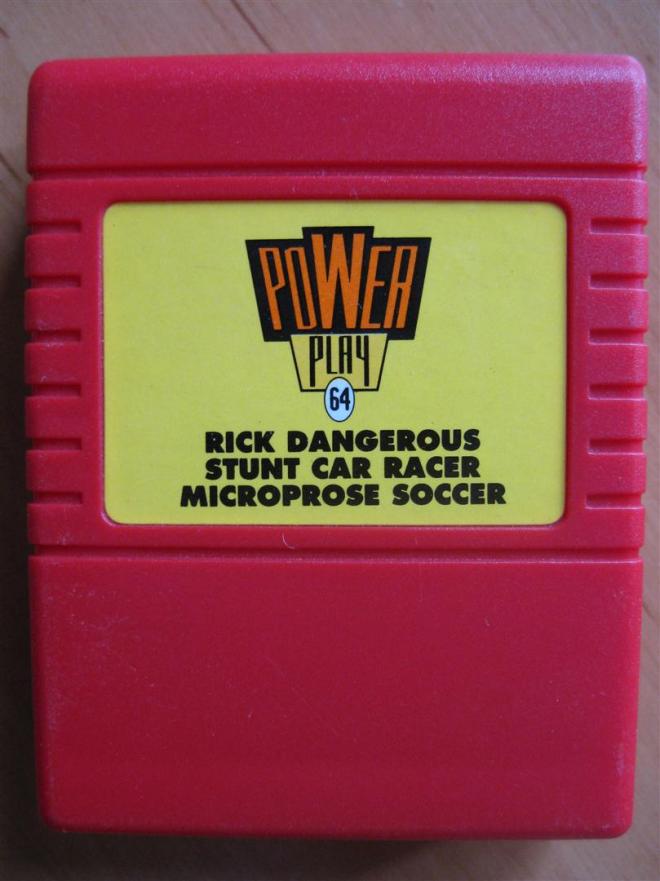 POWER
PLAY
64
RICK DANGEROUS
STUNT CAR RACER
MICROPROSE SOCCER